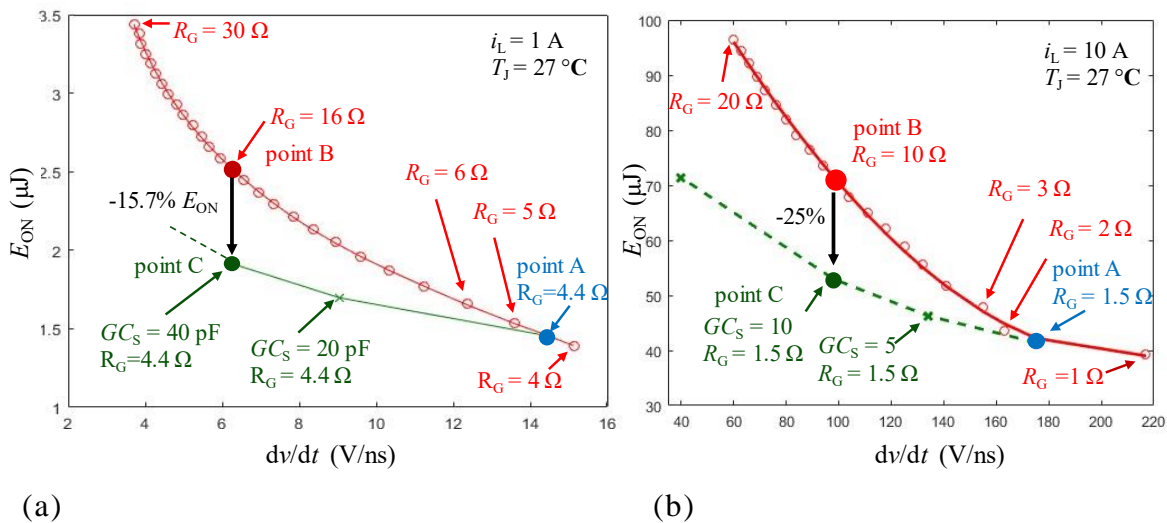 3.5
3
2.5
2
1.5
1
E_ON (μJ)
2
4
6
8
10
12
14
16
dv/dt (V/ns)
R_G = 30 Ω
i_L = 1 A
T_J = 27 °C
R_G = 16 Ω
point B
R_G = 6 Ω
-15.7% E_ON
R_G = 5 Ω
point C
point A
R_G=4.4 Ω
GC_S = 40 pF
R_G=4.4 Ω
GC_S = 20 pF
R_G=4.4 Ω
R_G = 4 Ω
(a)
100
90
80
70
60
50
40
30
E_ON (μJ)
40
60
80
100
120
140
160
180
200
220
dv/dt (V/ns)
i_L = 10 A
T_J = 27 °C
R_G = 20 Ω
point B
R_G = 10 Ω
R_G = 3 Ω
-25%
R_G = 2 Ω
point A
R_G = 1.5 Ω
point C
GC_S = 10
R_G = 1.5 Ω
GC_S = 5
R_G = 1.5 Ω
R_G =1 Ω
(b)